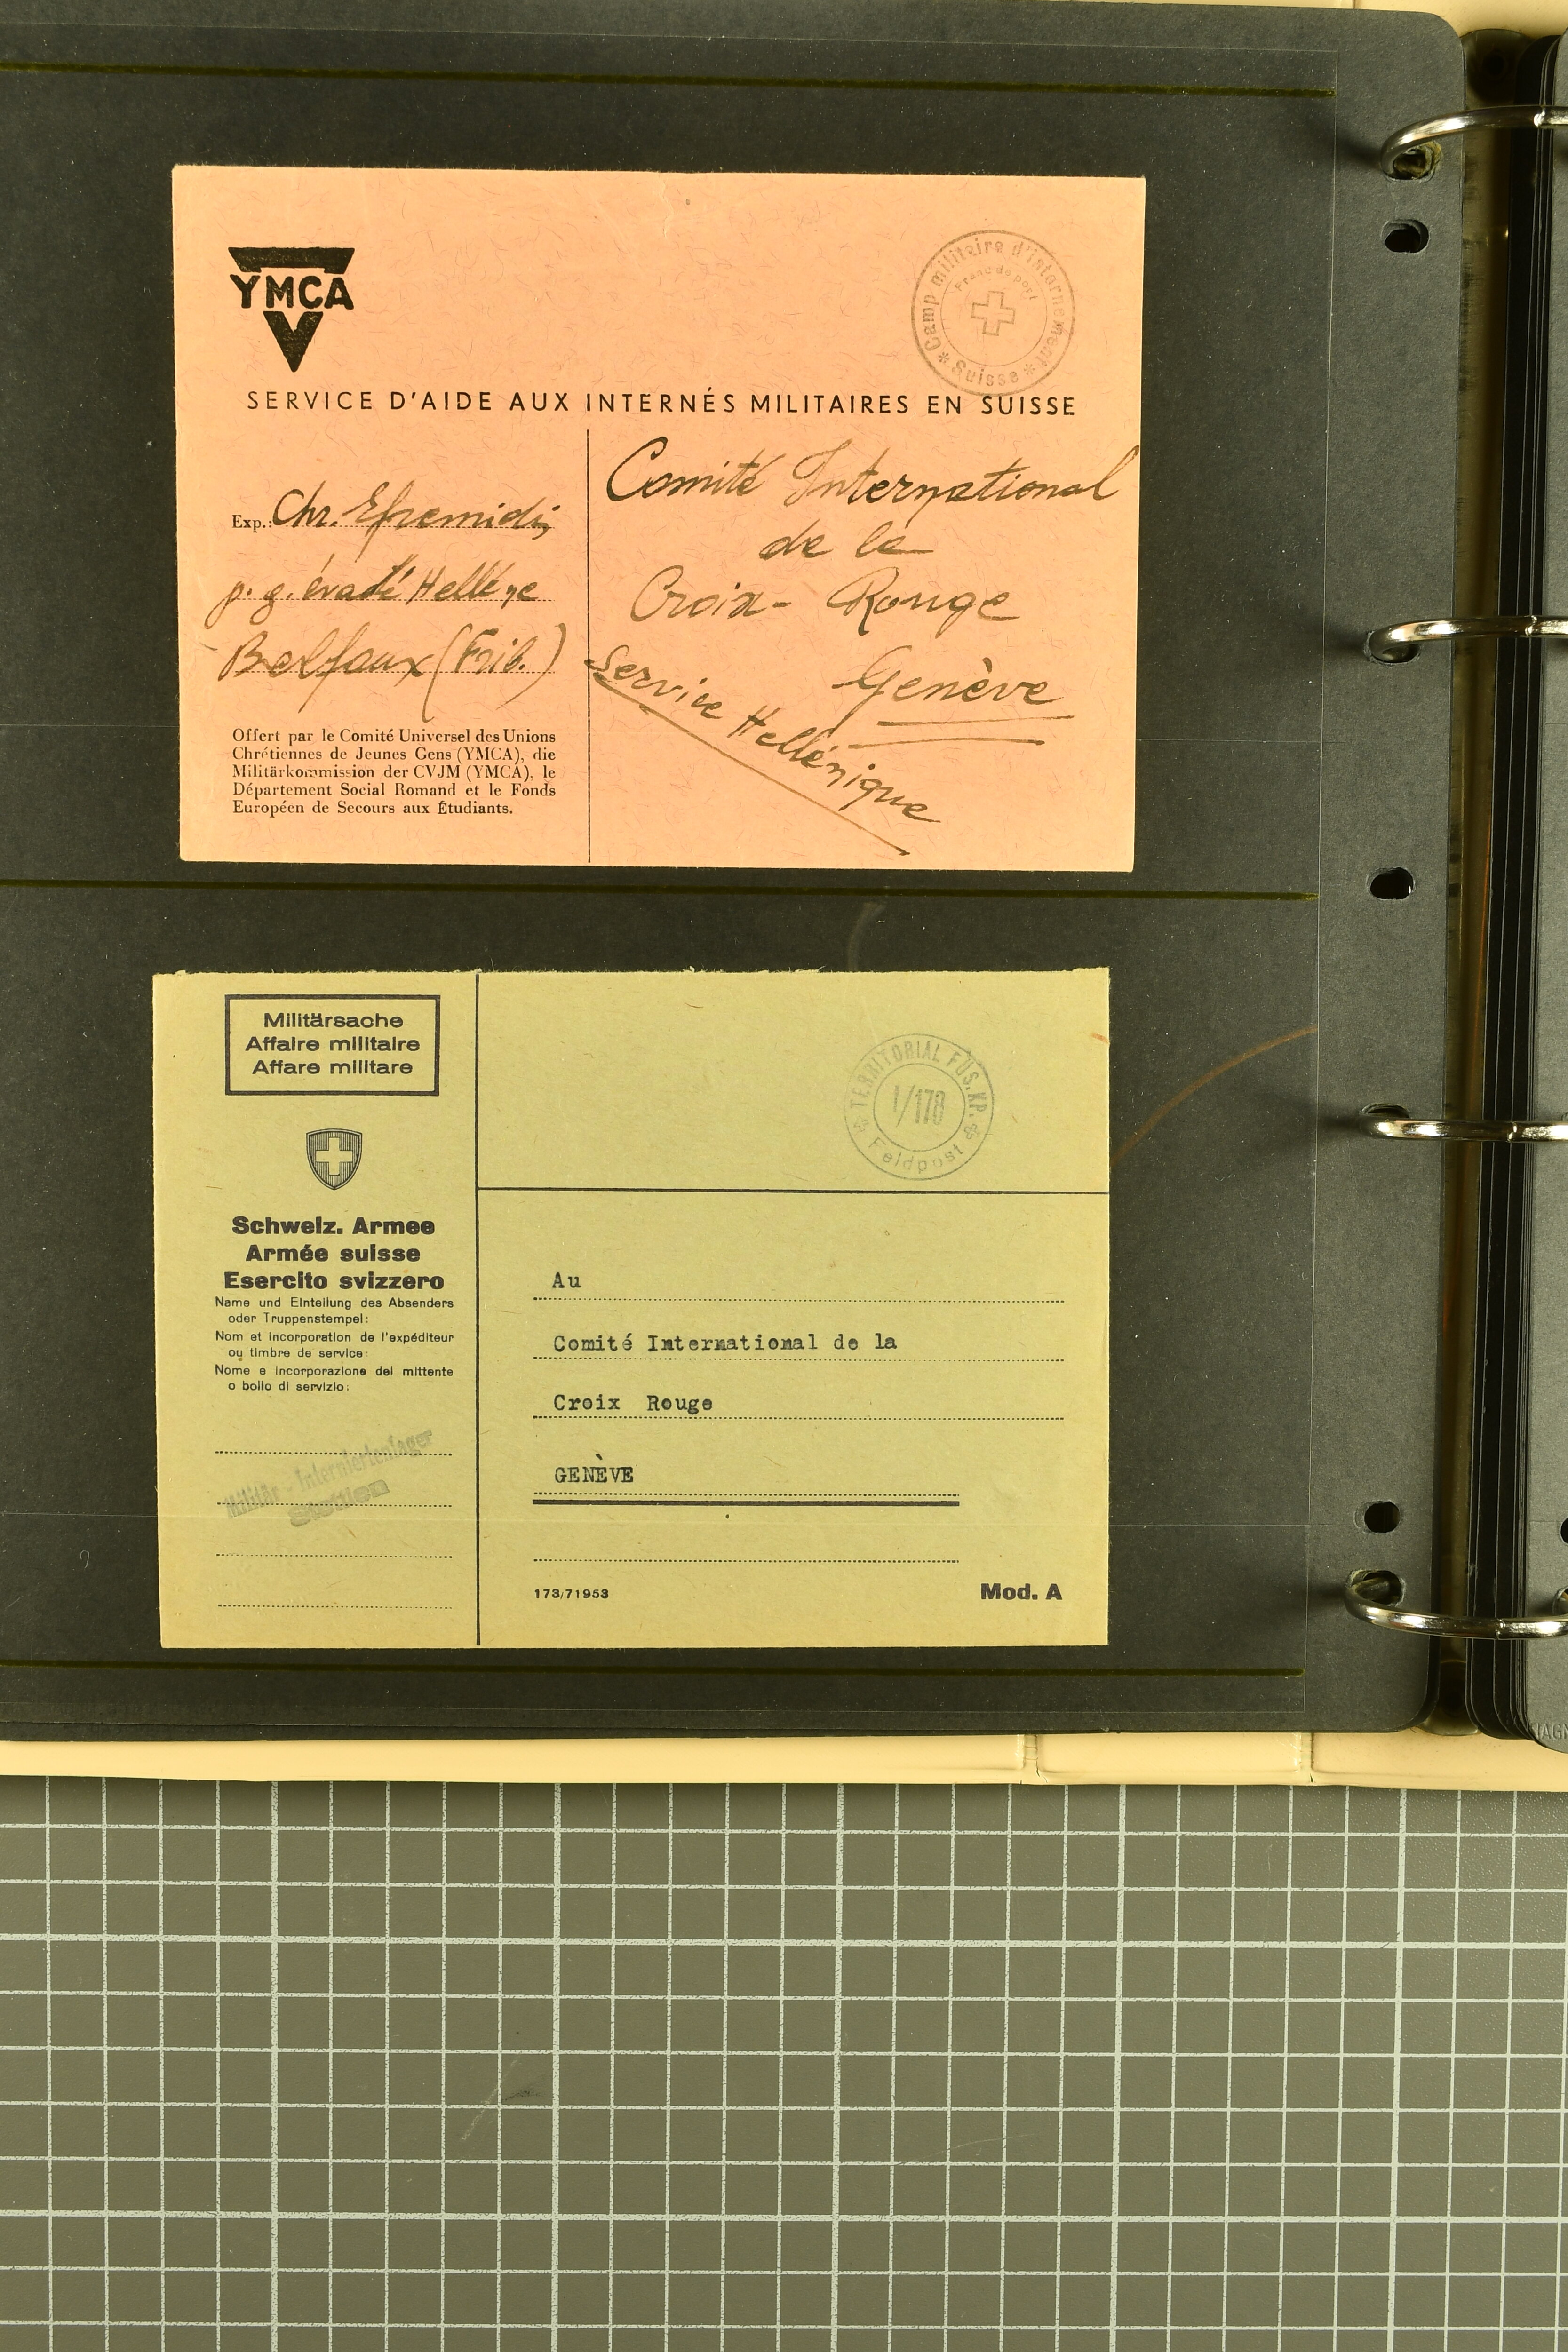 YMCA
Camp militaire d'internement
Franc de port
Suisse
SERVICE D'AIDE AUX INTERNÉS MILITAIRES EN SUISSE
Exp.: Chr. Efremidis
p. g. évadé Hellène
Belfaux (Frib.)
Offert par le Comité Universel des Unions
Chrétiennes de Jeunes Gens (YMCA), die
Militärkommission der CVJM (YMCA), le
Département Social Romand et le Fonds
Européen de Secours aux Étudiants.
Comité International
de la
Croix-Rouge
Genève
Service Hellénique
Militärsache
Affaire militaire
Affare militare
Schweiz. Armee
Armée suisse
Esercito svizzero
Name und Einteilung des Absenders
oder Truppenstempel:
Nom et incorporation de l'expéditeur
ou timbre de service:
Nome e incorporazione del mittente
o bollo di servizio:
Militär-Interniertenlager
TERRITORIAL FÜS. KP.
I/178
Feldpost
Au
Comité International de la
Croix Rouge
GENÈVE
173/71953
Mod. A